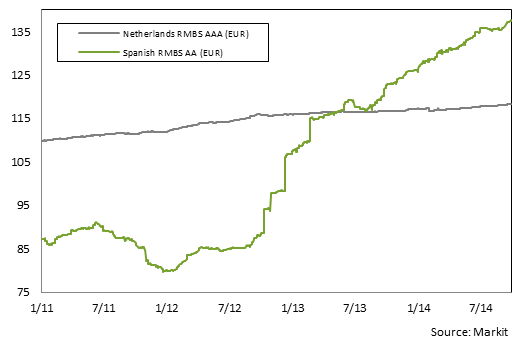 135
125
115
105
95
85
75
Netherlands RMBS AAA (EUR)
Spanish RMBS AA (EUR)
1/11 7/11 1/12 7/12 1/13 7/13 1/14 7/14
Source: Markit